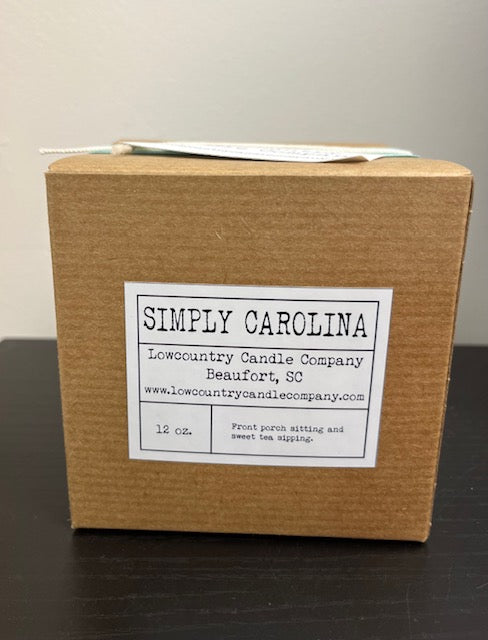 SIMPLY CAROLINA
Lowcountry Candle Company
Beaufort, SC
www.lowcountrycandlecompany.com
12 oz.
Front porch sitting and
sweet tea sipping.